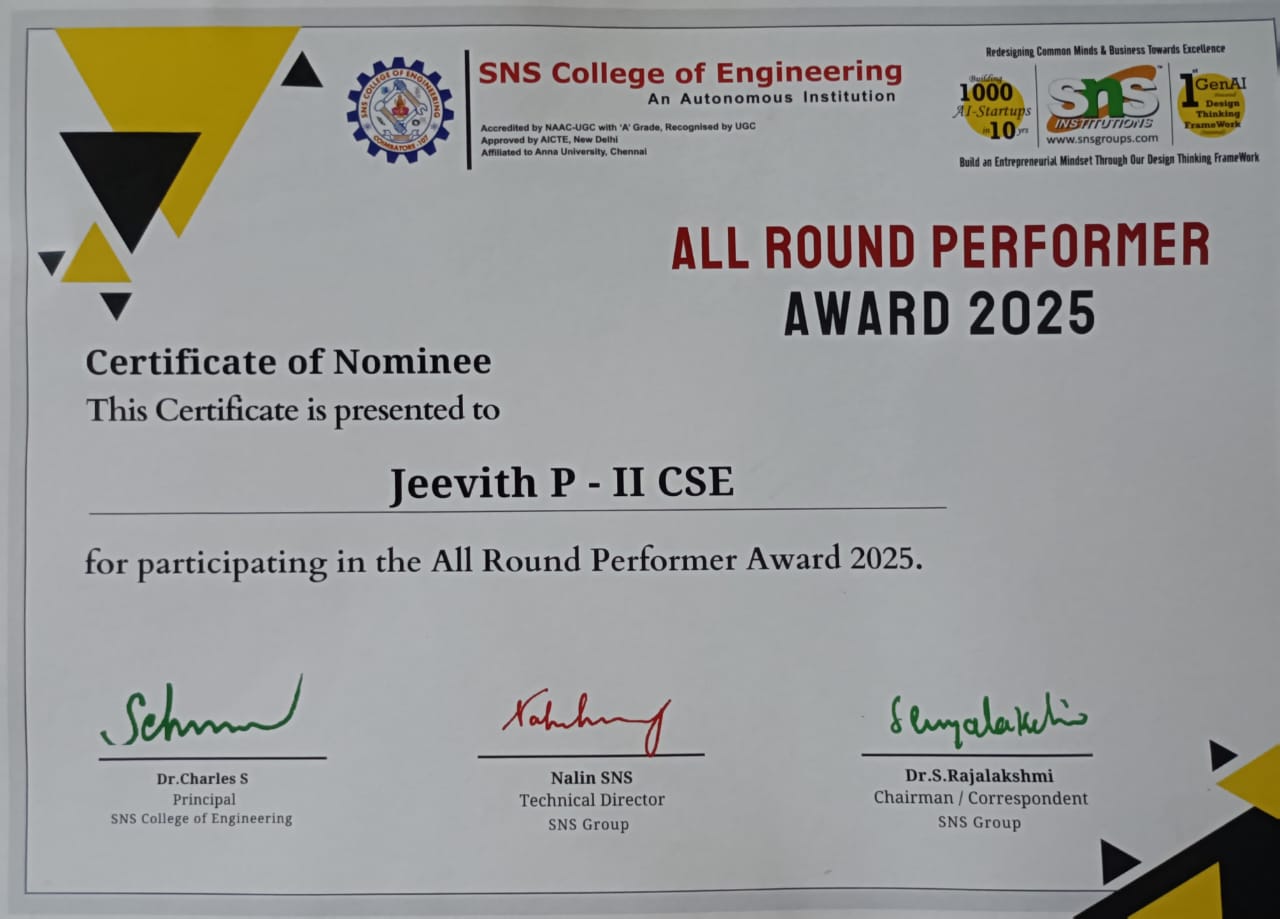 SNS COLLEGE OF ENGINEERING
COIMBATORE-107
SNS College of Engineering
An Autonomous Institution
Accredited by NAAC-UGC with 'A' Grade, Recognised by UGC
Approved by AICTE, New Delhi
Affiliated to Anna University, Chennai
Redesigning Common Minds & Business Towards Excellence
Building
1000
AI-Startups
in 10 yrs
sns
INSTITUTIONS
www.snsgroups.com
1st GenAI
Design
Thinking
FrameWork
Build an Entrepreneurial Mindset Through Our Design Thinking FrameWork
ALL ROUND PERFORMER
AWARD 2025
Certificate of Nominee
This Certificate is presented to
Jeevith P - II CSE
for participating in the All Round Performer Award 2025.
Dr.Charles S
Principal
SNS College of Engineering
Nalin SNS
Technical Director
SNS Group
Dr.S.Rajalakshmi
Chairman / Correspondent
SNS Group